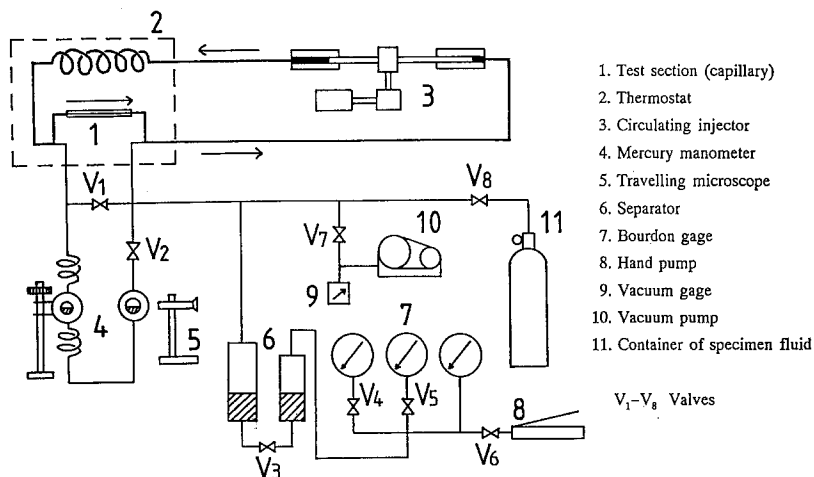 2
3
1
V1
V8
V2
V7
10
11
9
4
5
6
7
V4
V5
8
V3
V6
1. Test section (capillary)
2. Thermostat
3. Circulating injector
4. Mercury manometer
5. Travelling microscope
6. Separator
7. Bourdon gage
8. Hand pump
9. Vacuum gage
10. Vacuum pump
11. Container of specimen fluid
V₁–V₈ Valves